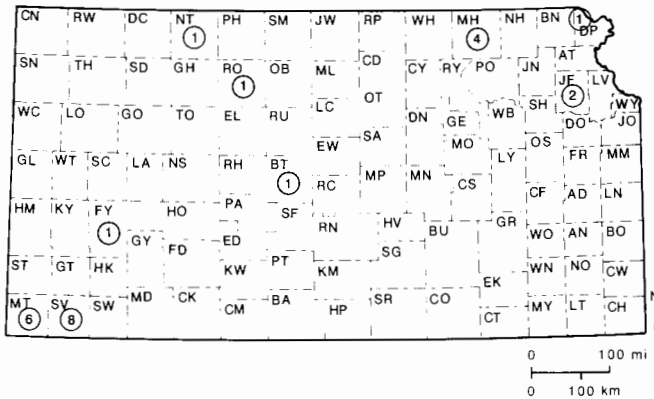 CN RW DC NT PH SM JW RP WH MH NH BN DP
1 4 1
AT
SN TH SD GH RO OB ML CD CY RY PO JN JF LV
1 2
WC LO GO TO EL RU LC OT DN GE WB SH WY
DO JO
EW SA MO OS
GL WT SC LA NS RH BT LY FR MM
1 RC MP MN CS
HM KY FY HO PA SF CF AD LN
1 RN HV BU GR
GY FD ED SG WO AN BO
ST GT HK KW PT KM WN NO CW
EK
MT SV SW MD CK CM BA HP SR CO CT MY LT CH
6 8
0 100 mi
0 100 km